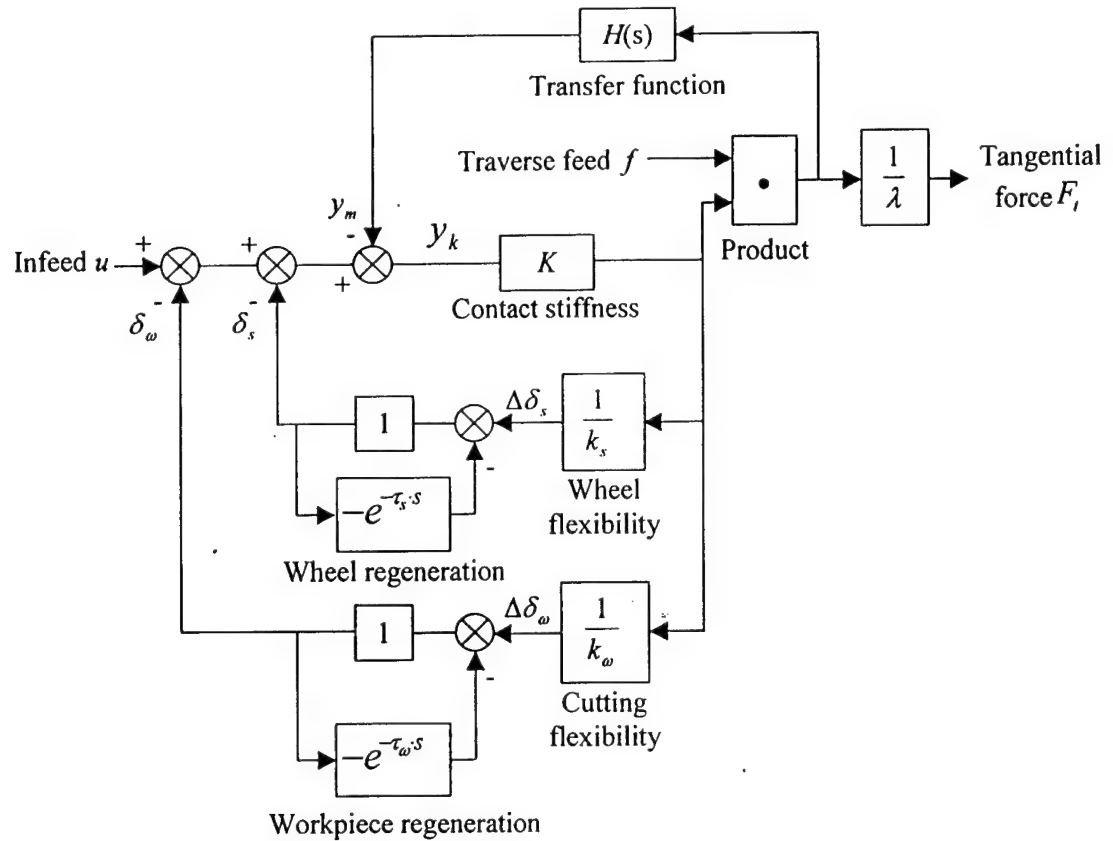 H(s)
Transfer function
Traverse feed f
•
Product
1
λ
Tangential
force F_t
y_m
-
+
+
+
y_k
Infeed u
K
Contact stiffness
-
-
δ_ω
δ_s
1
Δδ_s
1
k_s
-
-e^{-τ_s·s}
Wheel
flexibility
Wheel regeneration
1
Δδ_ω
1
k_ω
-
-e^{-τ_ω·s}
Cutting
flexibility
Workpiece regeneration